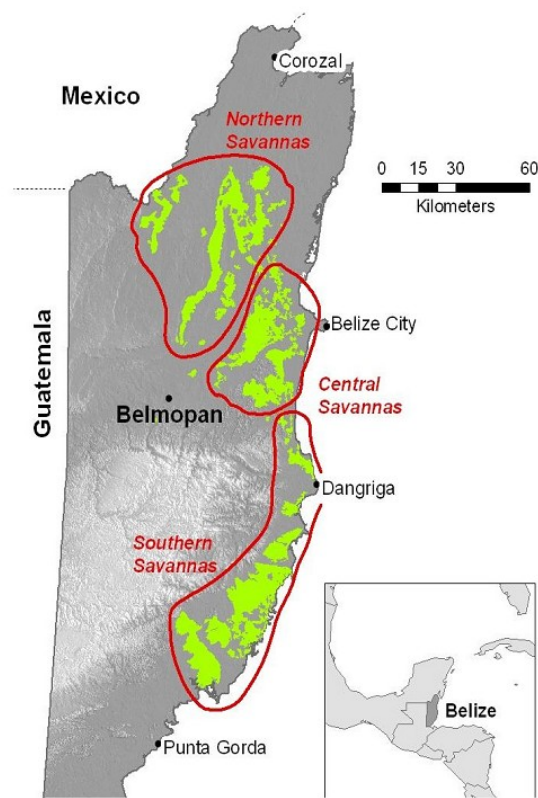 Corozal
Mexico
Northern
Savannas
0 15 30 60
Kilometers
Guatemala
Belize City
Central
Savannas
Belmopan
Dangriga
Southern
Savannas
Belize
Punta Gorda